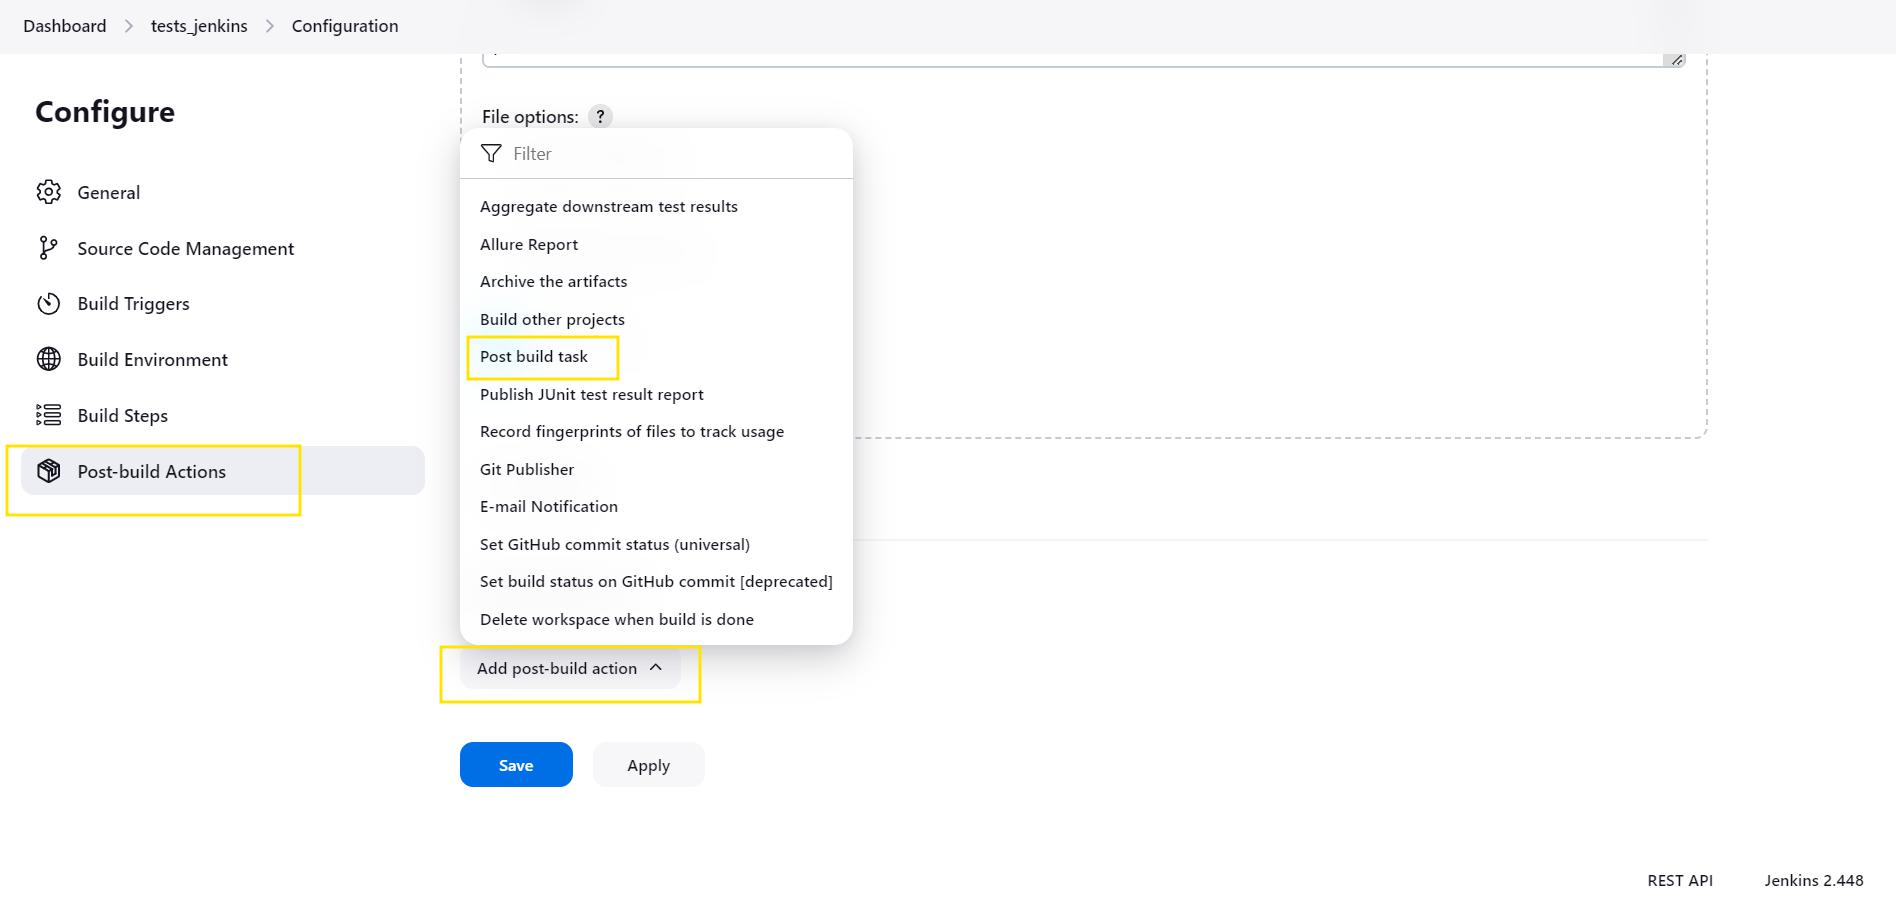 Dashboard > tests_jenkins > Configuration
Configure
General
Source Code Management
Build Triggers
Build Environment
Build Steps
Post-build Actions
File options: ?
Filter
Aggregate downstream test results
Allure Report
Archive the artifacts
Build other projects
Post build task
Publish JUnit test result report
Record fingerprints of files to track usage
Git Publisher
E-mail Notification
Set GitHub commit status (universal)
Set build status on GitHub commit [deprecated]
Delete workspace when build is done
Add post-build action
Save
Apply
REST API
Jenkins 2.448